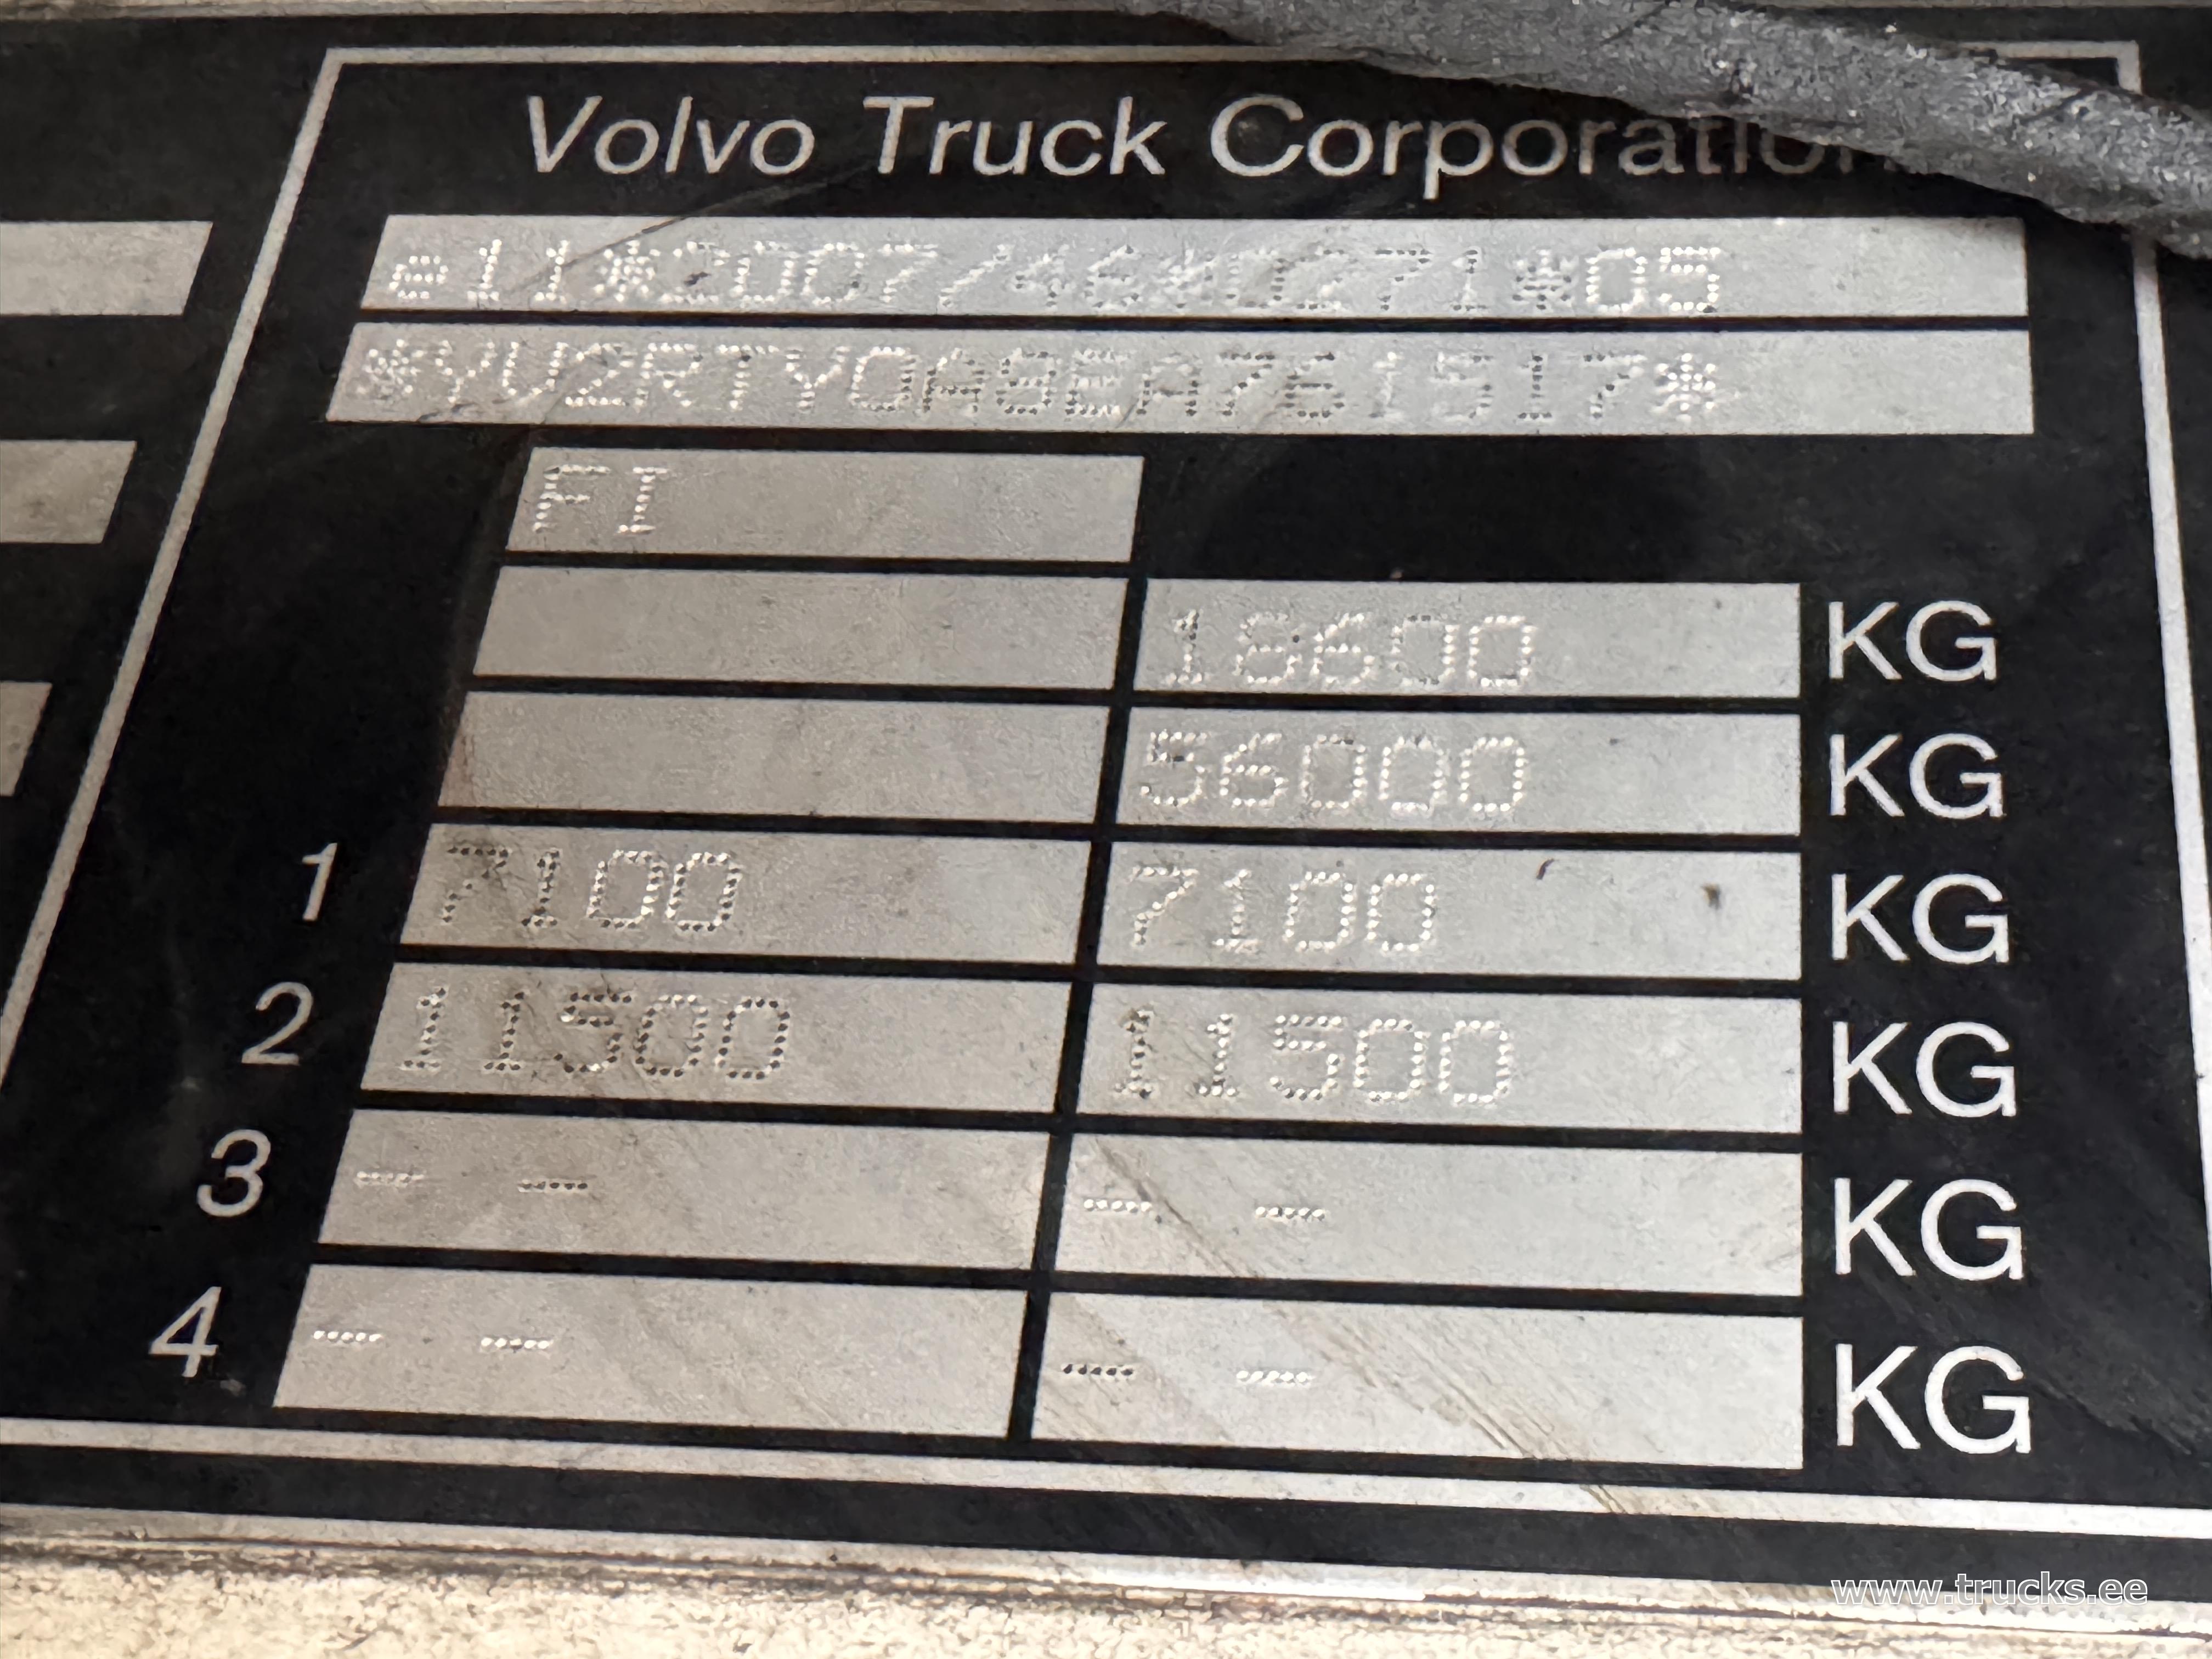 Volvo Truck Corporation
e11*2007/46*0271*05
*YV2RTY0A8EA761517*
FI
18600 KG
56000 KG
1 7100 7100 KG
2 11500 11500 KG
3 - - - - KG
4 - - - - KG
www.trucks.ee